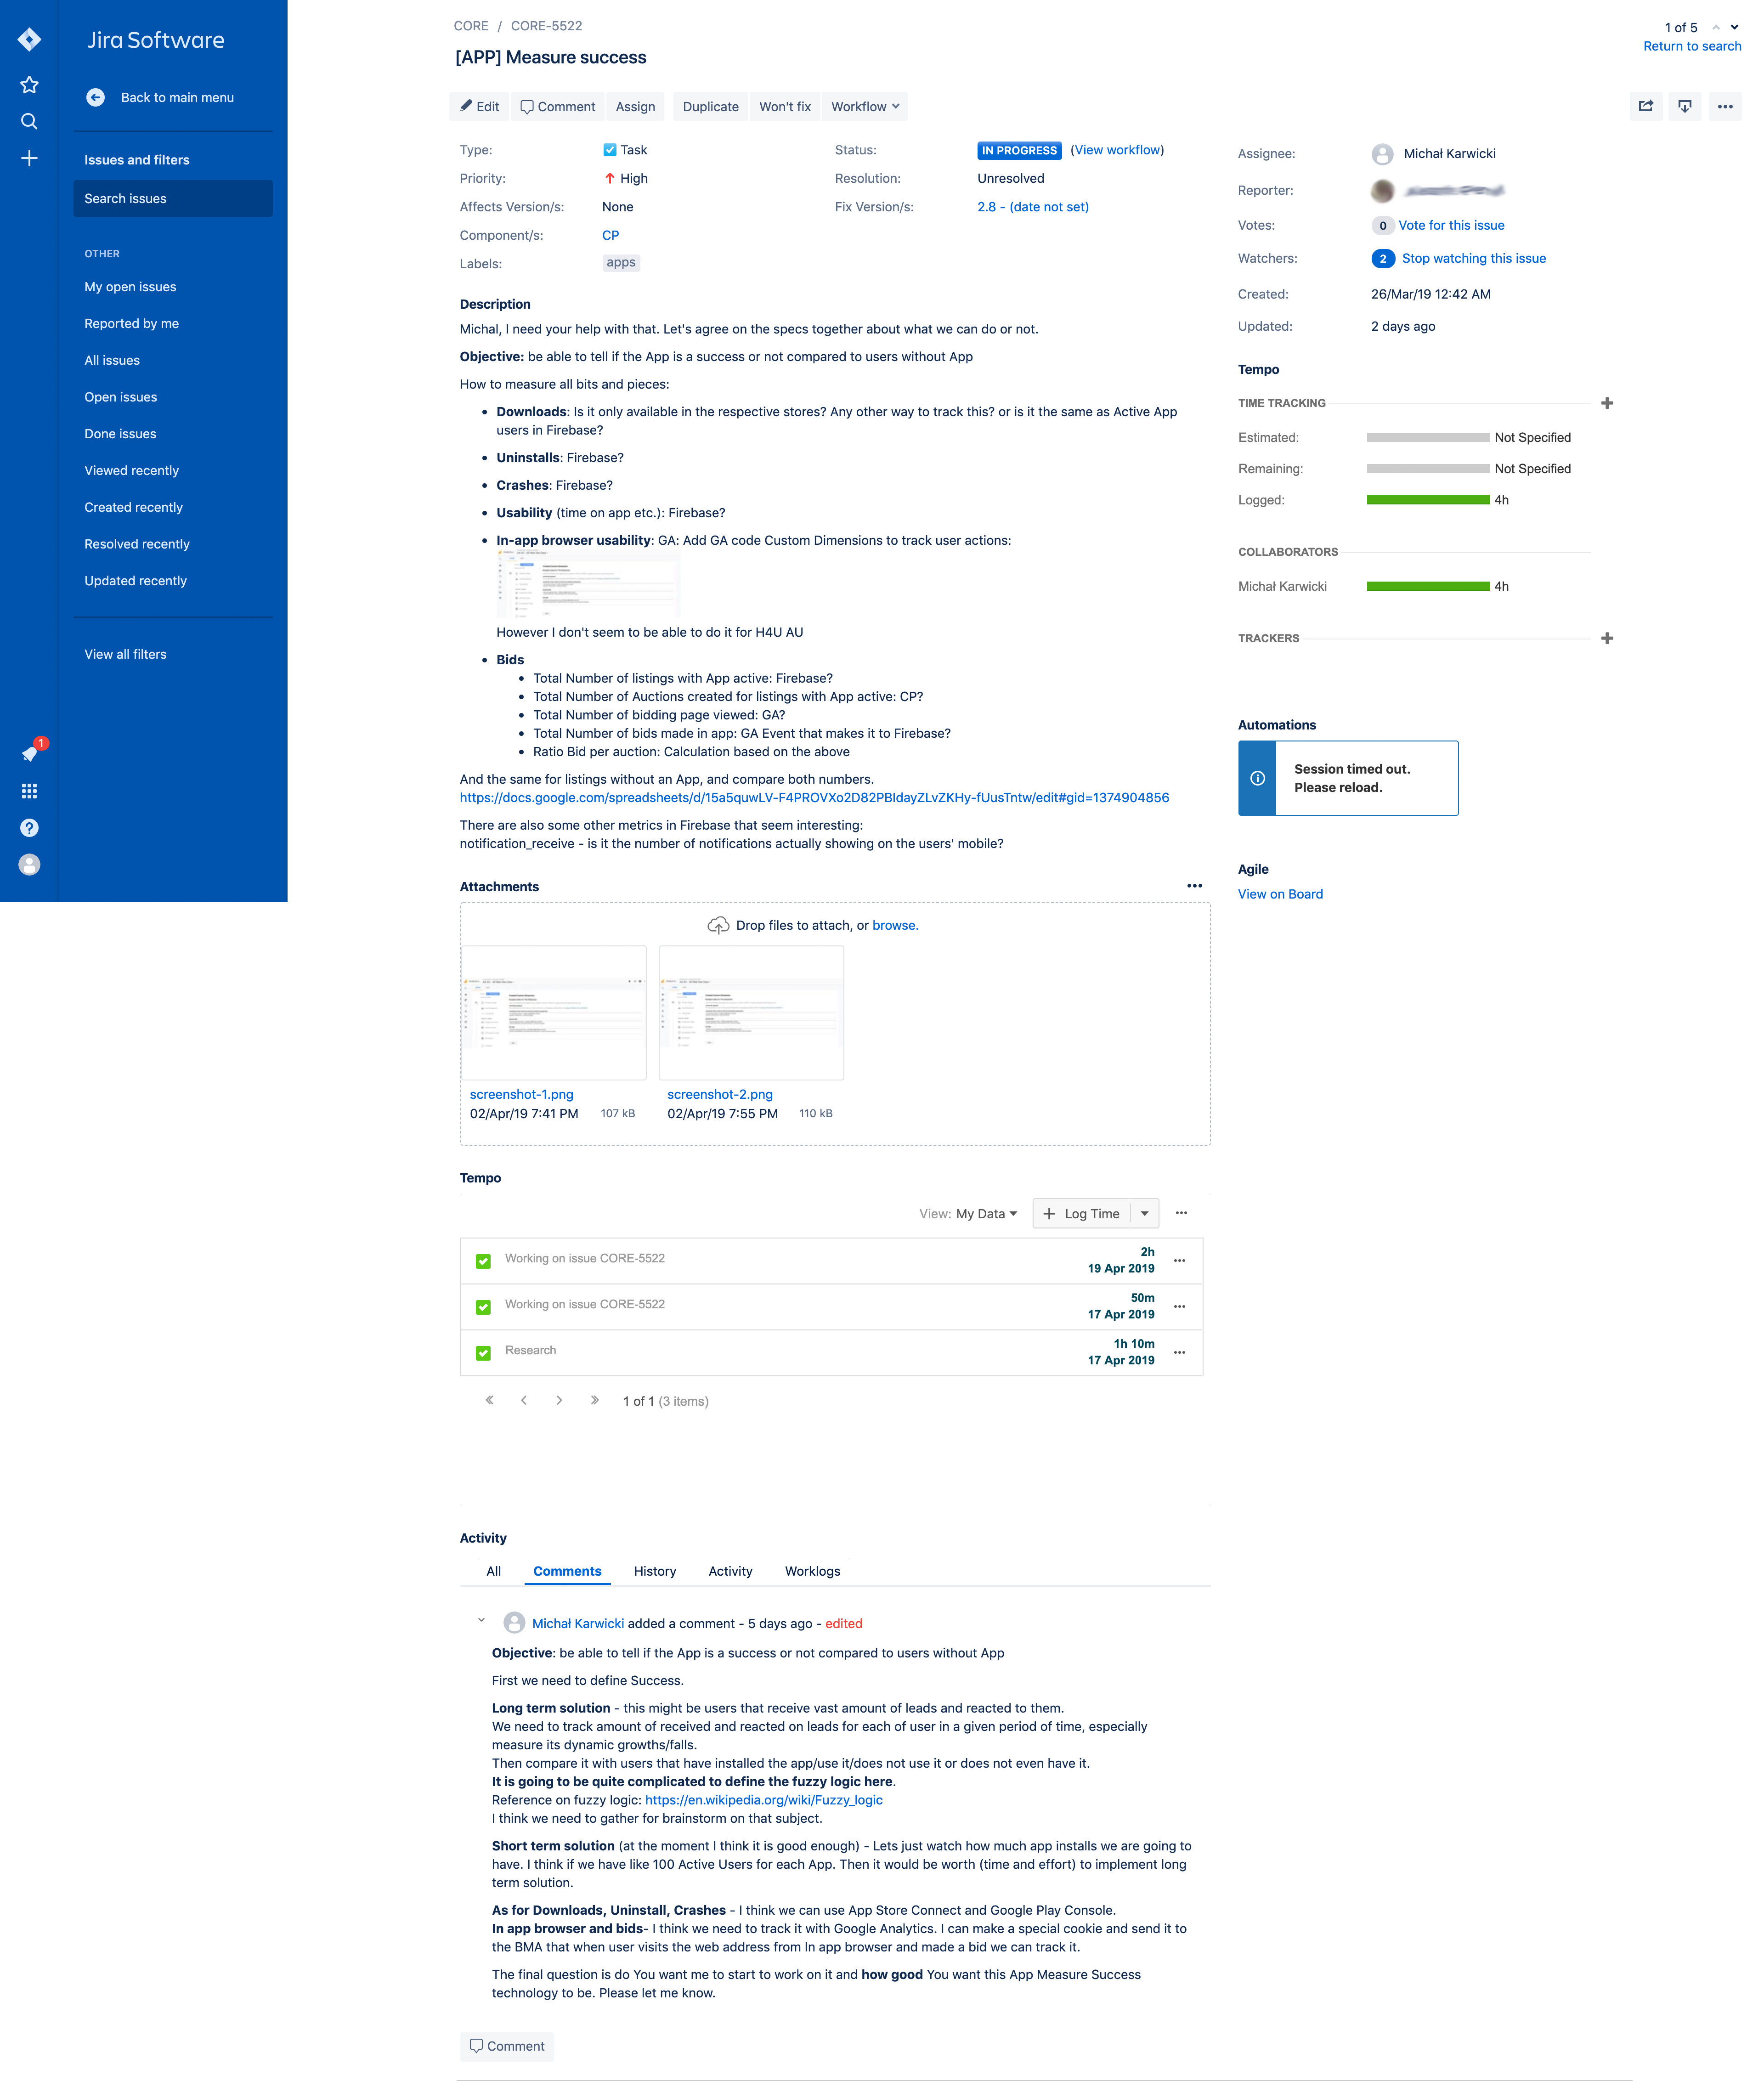 Jira Software
Back to main menu
Issues and filters
Search issues
OTHER
My open issues
Reported by me
All issues
Open issues
Done issues
Viewed recently
Created recently
Resolved recently
Updated recently
View all filters
1
CORE / CORE-5522
[APP] Measure success
1 of 5
Return to search
Edit Comment Assign Duplicate Won't fix Workflow
Type: Task
Priority: High
Affects Version/s: None
Component/s: CP
Labels: apps
Status: IN PROGRESS (View workflow)
Resolution: Unresolved
Fix Version/s: 2.8 - (date not set)
Description
Michal, I need your help with that. Let's agree on the specs together about what we can do or not.
Objective: be able to tell if the App is a success or not compared to users without App
How to measure all bits and pieces:
• Downloads: Is it only available in the respective stores? Any other way to track this? or is it the same as Active App
users in Firebase?
• Uninstalls: Firebase?
• Crashes: Firebase?
• Usability (time on app etc.): Firebase?
• In-app browser usability: GA: Add GA code Custom Dimensions to track user actions:
However I don't seem to be able to do it for H4U AU
• Bids
• Total Number of listings with App active: Firebase?
• Total Number of Auctions created for listings with App active: CP?
• Total Number of bidding page viewed: GA?
• Total Number of bids made in app: GA Event that makes it to Firebase?
• Ratio Bid per auction: Calculation based on the above
And the same for listings without an App, and compare both numbers.
https://docs.google.com/spreadsheets/d/15a5quwLV-F4PROVXo2D82PBIdayZLvZKHy-fUusTntw/edit#gid=1374904856
There are also some other metrics in Firebase that seem interesting:
notification_receive - is it the number of notifications actually showing on the users' mobile?
Attachments
Drop files to attach, or browse.
screenshot-1.png
02/Apr/19 7:41 PM 107 kB
screenshot-2.png
02/Apr/19 7:55 PM 110 kB
Tempo
View: My Data + Log Time
Working on issue CORE-5522 2h
19 Apr 2019
Working on issue CORE-5522 50m
17 Apr 2019
Research 1h 10m
17 Apr 2019
1 of 1 (3 items)
Activity
All Comments History Activity Worklogs
Michał Karwicki added a comment - 5 days ago - edited
Objective: be able to tell if the App is a success or not compared to users without App
First we need to define Success.
Long term solution - this might be users that receive vast amount of leads and reacted to them.
We need to track amount of received and reacted on leads for each of user in a given period of time, especially
measure its dynamic growths/falls.
Then compare it with users that have installed the app/use it/does not use it or does not even have it.
It is going to be quite complicated to define the fuzzy logic here.
Reference on fuzzy logic: https://en.wikipedia.org/wiki/Fuzzy_logic
I think we need to gather for brainstorm on that subject.
Short term solution (at the moment I think it is good enough) - Lets just watch how much app installs we are going to
have. I think if we have like 100 Active Users for each App. Then it would be worth (time and effort) to implement long
term solution.
As for Downloads, Uninstall, Crashes - I think we can use App Store Connect and Google Play Console.
In app browser and bids- I think we need to track it with Google Analytics. I can make a special cookie and send it to
the BMA that when user visits the web address from In app browser and made a bid we can track it.
The final question is do You want me to start to work on it and how good You want this App Measure Success
technology to be. Please let me know.
Comment
Assignee: Michał Karwicki
Reporter:
Votes: 0 Vote for this issue
Watchers: 2 Stop watching this issue
Created: 26/Mar/19 12:42 AM
Updated: 2 days ago
Tempo
TIME TRACKING
Estimated: Not Specified
Remaining: Not Specified
Logged: 4h
COLLABORATORS
Michał Karwicki 4h
TRACKERS
Automations
Session timed out.
Please reload.
Agile
View on Board